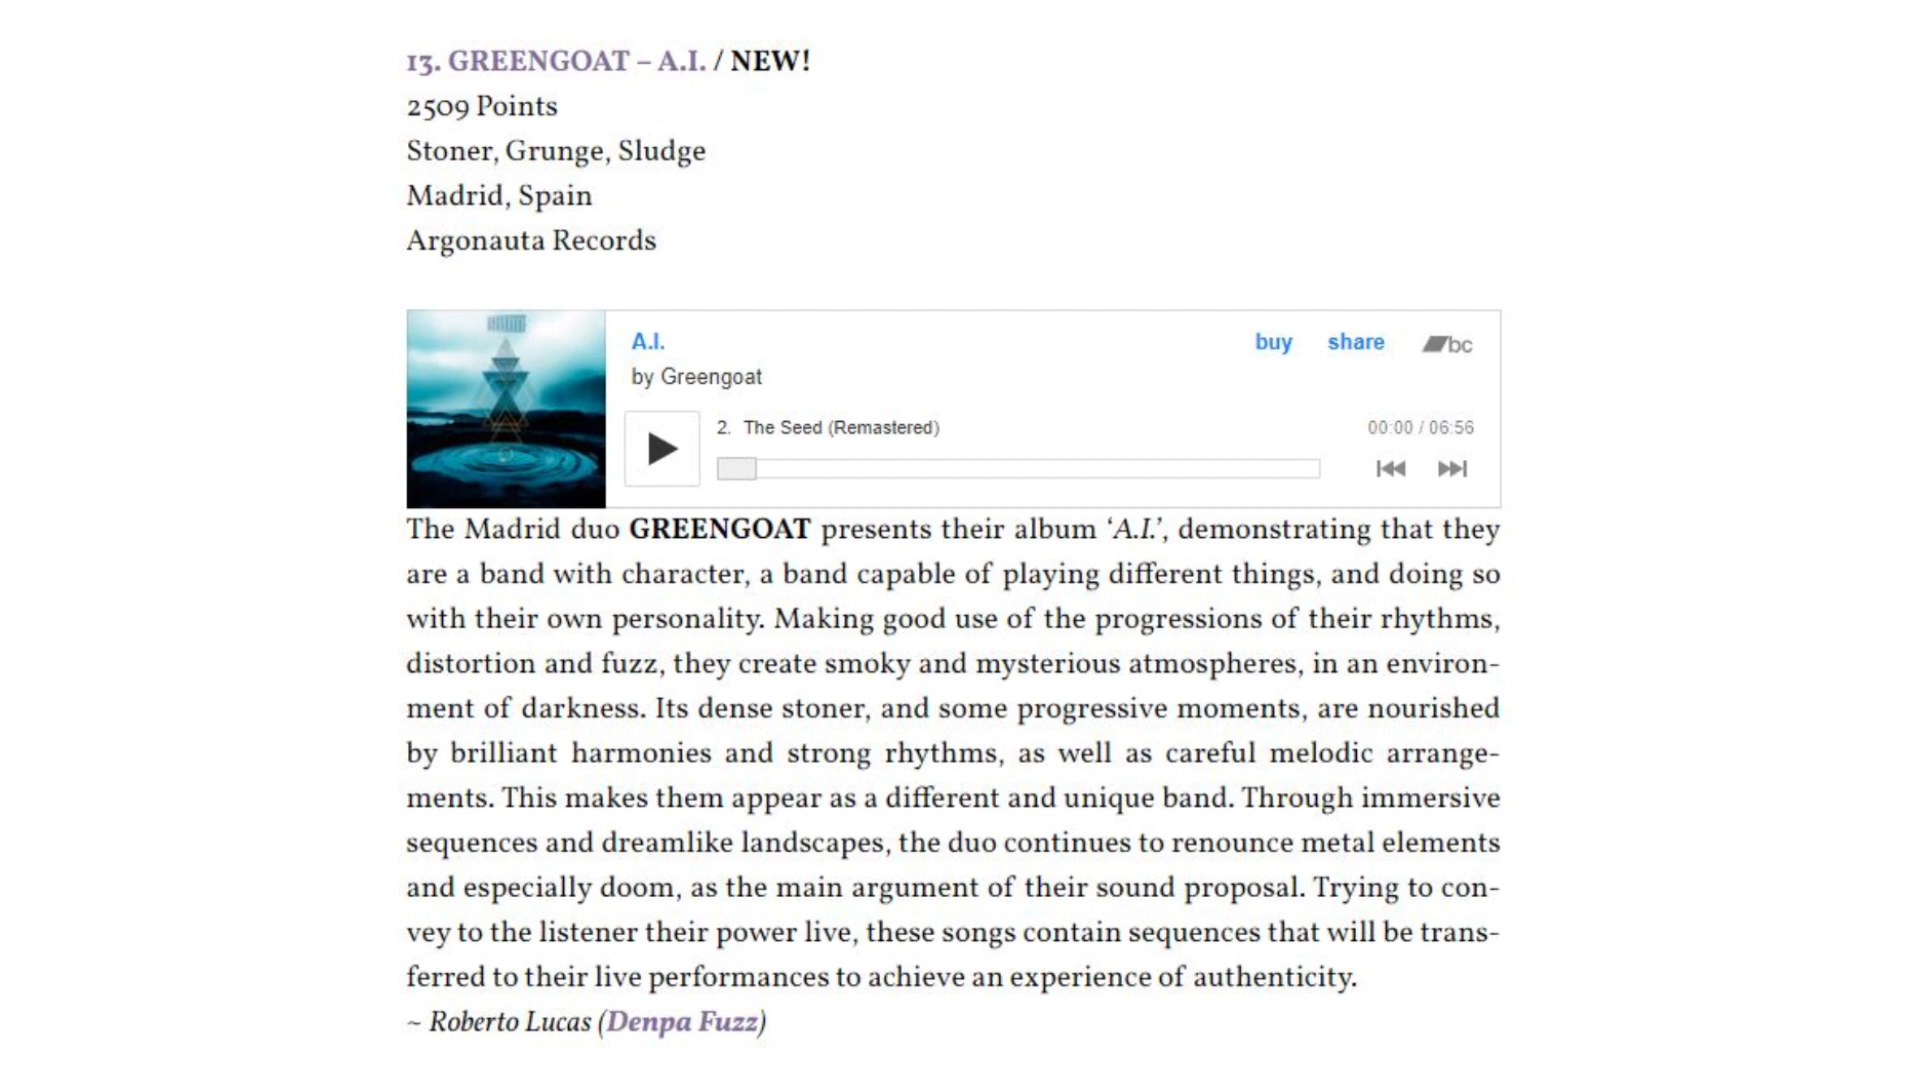 13. GREENGOAT – A.I. / NEW!
2509 Points
Stoner, Grunge, Sludge
Madrid, Spain
Argonauta Records
A.I.
buy share bc
by Greengoat
2. The Seed (Remastered) 00:00 / 06:56
The Madrid duo GREENGOAT presents their album ‘A.I.’, demonstrating that they
are a band with character, a band capable of playing different things, and doing so
with their own personality. Making good use of the progressions of their rhythms,
distortion and fuzz, they create smoky and mysterious atmospheres, in an environ-
ment of darkness. Its dense stoner, and some progressive moments, are nourished
by brilliant harmonies and strong rhythms, as well as careful melodic arrange-
ments. This makes them appear as a different and unique band. Through immersive
sequences and dreamlike landscapes, the duo continues to renounce metal elements
and especially doom, as the main argument of their sound proposal. Trying to con-
vey to the listener their power live, these songs contain sequences that will be trans-
ferred to their live performances to achieve an experience of authenticity.
~ Roberto Lucas (Denpa Fuzz)